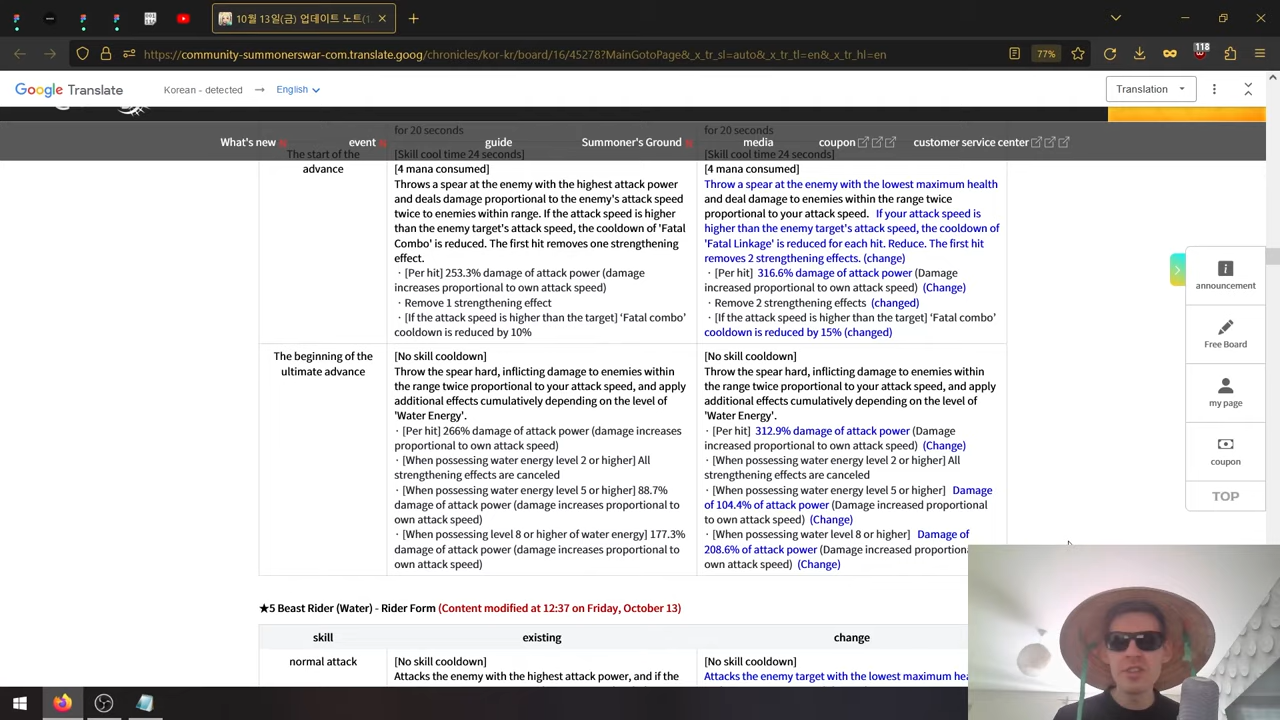 10월 13일(금) 업데이트 노트(1.
https://community-summonerswar-com.translate.goog/chronicles/kor-kr/board/16/45278?MainGotoPage&_x_tr_sl=auto&_x_tr_tl=en&_x_tr_hl=en
77%
118
Google Translate
Korean - detected
English
Translation
What's new
event
guide
Summoner's Ground
media
coupon
customer service center
for 20 seconds
for 20 seconds
The start of the
advance
[Skill cool time 24 seconds]
[4 mana consumed]
Throws a spear at the enemy with the highest attack power
and deals damage proportional to the enemy's attack speed
twice to enemies within range. If the attack speed is higher
than the enemy target's attack speed, the cooldown of 'Fatal
Combo' is reduced. The first hit removes one strengthening
effect.
· [Per hit] 253.3% damage of attack power (damage
increases proportional to own attack speed)
· Remove 1 strengthening effect
· [If the attack speed is higher than the target] 'Fatal combo'
cooldown is reduced by 10%
[Skill cool time 24 seconds]
[4 mana consumed]
Throw a spear at the enemy with the lowest maximum health
and deal damage to enemies within the range twice
proportional to your attack speed. If your attack speed is
higher than the enemy target's attack speed, the cooldown of
'Fatal Linkage' is reduced for each hit. Reduce. The first hit
removes 2 strengthening effects. (change)
· [Per hit] 316.6% damage of attack power (Damage
increased proportional to own attack speed) (Change)
· Remove 2 strengthening effects (changed)
· [If the attack speed is higher than the target] 'Fatal combo'
cooldown is reduced by 15% (changed)
The beginning of the
ultimate advance
[No skill cooldown]
Throw the spear hard, inflicting damage to enemies within
the range twice proportional to your attack speed, and apply
additional effects cumulatively depending on the level of
'Water Energy'.
· [Per hit] 266% damage of attack power (damage increases
proportional to own attack speed)
· [When possessing water energy level 2 or higher] All
strengthening effects are canceled
· [When possessing water energy level 5 or higher] 88.7%
damage of attack power (damage increases proportional to
own attack speed)
· [When possessing level 8 or higher of water energy] 177.3%
damage of attack power (damage increases proportional to
own attack speed)
[No skill cooldown]
Throw the spear hard, inflicting damage to enemies within
the range twice proportional to your attack speed, and apply
additional effects cumulatively depending on the level of
'Water Energy'.
· [Per hit] 312.9% damage of attack power (Damage
increased proportional to own attack speed) (Change)
· [When possessing water energy level 2 or higher] All
strengthening effects are canceled
· [When possessing water energy level 5 or higher] Damage
of 104.4% of attack power (Damage increased proportional
to own attack speed) (Change)
· [When possessing water energy level 8 or higher] Damage of
208.6% of attack power (Damage increased proportional
own attack speed) (Change)
★5 Beast Rider (Water) - Rider Form (Content modified at 12:37 on Friday, October 13)
skill
existing
change
normal attack
[No skill cooldown]
Attacks the enemy with the highest attack power, and if the
[No skill cooldown]
Attacks the enemy target with the lowest maximum
announcement
Free Board
my page
coupon
TOP